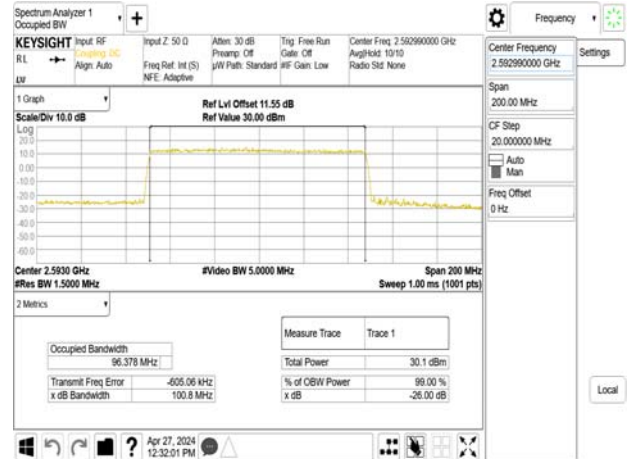 Spectrum Analyzer 1
Occupied BW
Frequency
KEYSIGHT
RL
Input: RF
Coupling: DC
Align: Auto
Input Z: 50 Ω
Freq Ref: Int (S)
NFE: Adaptive
Atten: 30 dB
Preamp: Off
µW Path: Standard
Trig: Free Run
Gate: Off
#IF Gain: Low
Center Freq: 2.592990000 GHz
Avg|Hold: 10/10
Radio Std: None
Center Frequency
2.592990000 GHz
Settings
Span
200.00 MHz
CF Step
20.000000 MHz
Auto
Man
Freq Offset
0 Hz
Local
1 Graph
Scale/Div 10.0 dB
Ref Lvl Offset 11.55 dB
Ref Value 30.00 dBm
Log
20.0
10.0
0.00
-10.0
-20.0
-30.0
-40.0
-50.0
-60.0
Center 2.5930 GHz
#Video BW 5.0000 MHz
Span 200 MHz
#Res BW 1.5000 MHz
Sweep 1.00 ms (1001 pts)
2 Metrics
Measure Trace
Trace 1
Occupied Bandwidth
96.378 MHz
Total Power
30.1 dBm
Transmit Freq Error
-605.06 kHz
% of OBW Power
99.00 %
x dB Bandwidth
100.8 MHz
x dB
-26.00 dB
Apr 27, 2024
12:32:01 PM